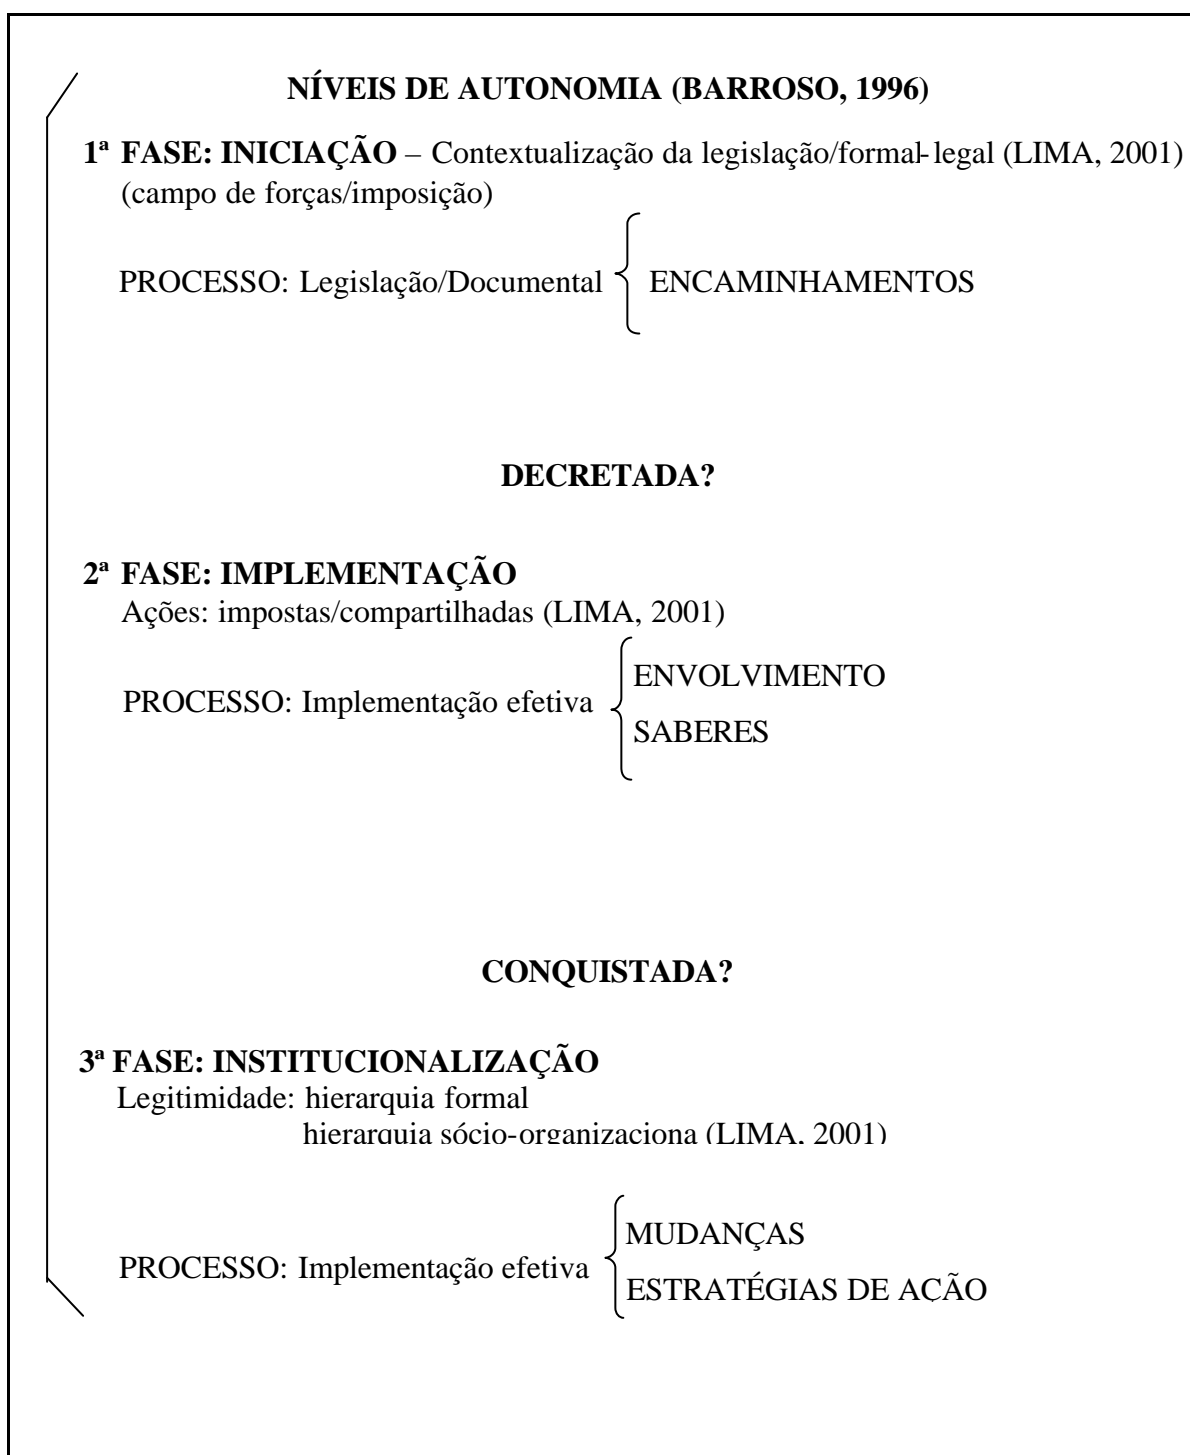 NÍVEIS DE AUTONOMIA (BARROSO, 1996)
1ª FASE: INICIAÇÃO – Contextualização da legislação/formal-legal (LIMA, 2001)
(campo de forças/imposição)
PROCESSO: Legislação/Documental
ENCAMINHAMENTOS
DECRETADA?
2ª FASE: IMPLEMENTAÇÃO
Ações: impostas/compartilhadas (LIMA, 2001)
ENVOLVIMENTO
PROCESSO: Implementação efetiva
SABERES
CONQUISTADA?
3ª FASE: INSTITUCIONALIZAÇÃO
Legitimidade: hierarquia formal
hierarquia sócio-organizaciona (LIMA, 2001)
MUDANÇAS
PROCESSO: Implementação efetiva
ESTRATÉGIAS DE AÇÃO